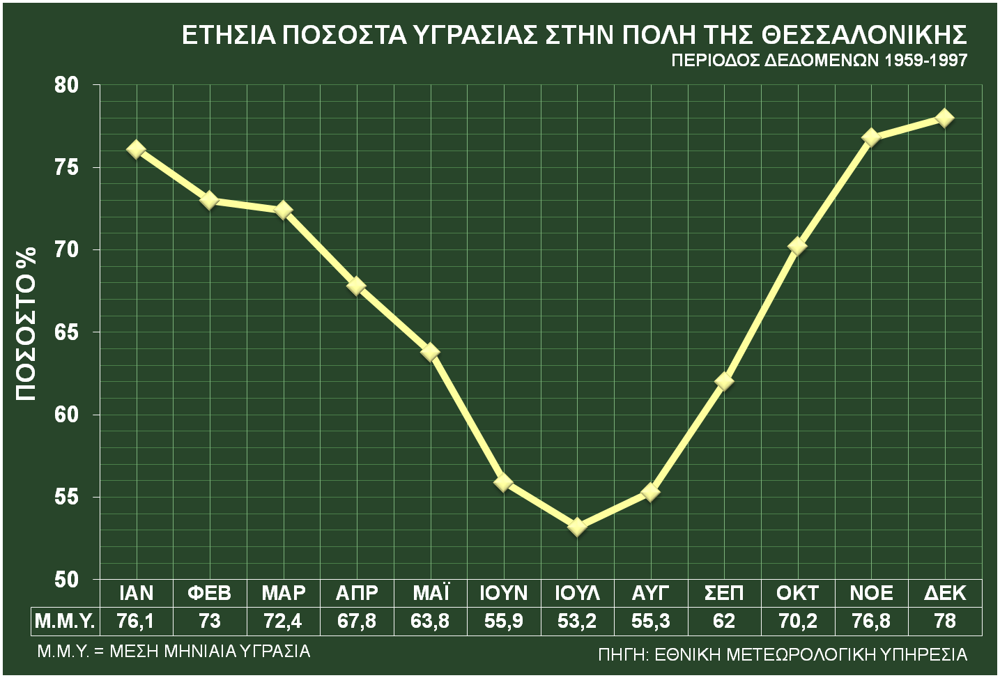 ΕΤΗΣΙΑ ΠΟΣΟΣΤΑ ΥΓΡΑΣΙΑΣ ΣΤΗΝ ΠΟΛΗ ΤΗΣ ΘΕΣΣΑΛΟΝΙΚΗΣ
ΠΕΡΙΟΔΟΣ ΔΕΔΟΜΕΝΩΝ 1959-1997
ΠΟΣΟΣΤΟ %
80
75
70
65
60
55
50
ΙΑΝ ΦΕΒ ΜΑΡ ΑΠΡ ΜΑΪ ΙΟΥΝ ΙΟΥΛ ΑΥΓ ΣΕΠ ΟΚΤ ΝΟΕ ΔΕΚ
Μ.Μ.Υ. 76,1 73 72,4 67,8 63,8 55,9 53,2 55,3 62 70,2 76,8 78
Μ.Μ.Υ. = ΜΕΣΗ ΜΗΝΙΑΙΑ ΥΓΡΑΣΙΑ
ΠΗΓΗ: ΕΘΝΙΚΗ ΜΕΤΕΩΡΟΛΟΓΙΚΗ ΥΠΗΡΕΣΙΑ